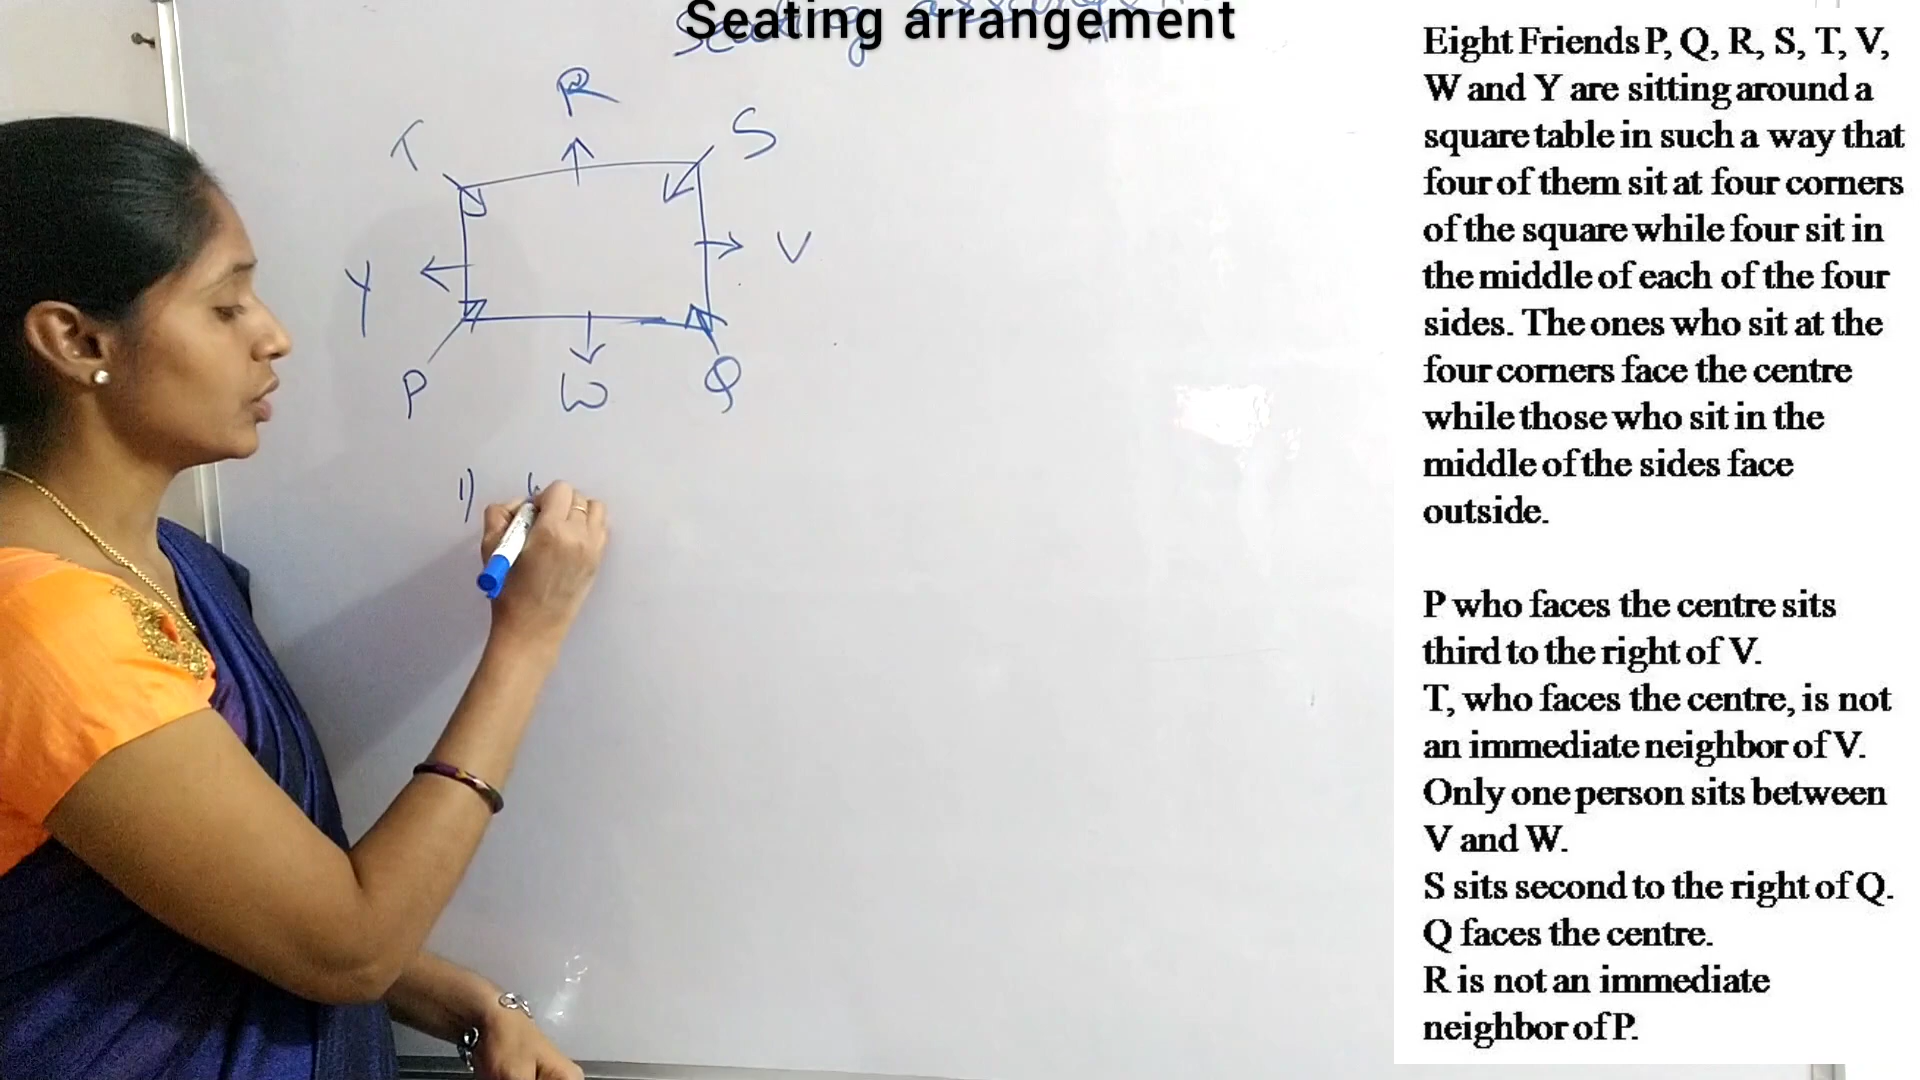 Seating arrangement
R
T
S
Y
V
P
W
Q
1)
Eight Friends P, Q, R, S, T, V,
W and Y are sitting around a
square table in such a way that
four of them sit at four corners
of the square while four sit in
the middle of each of the four
sides. The ones who sit at the
four corners face the centre
while those who sit in the
middle of the sides face
outside.
P who faces the centre sits
third to the right of V.
T, who faces the centre, is not
an immediate neighbor of V.
Only one person sits between
V and W.
S sits second to the right of Q.
Q faces the centre.
R is not an immediate
neighbor of P.